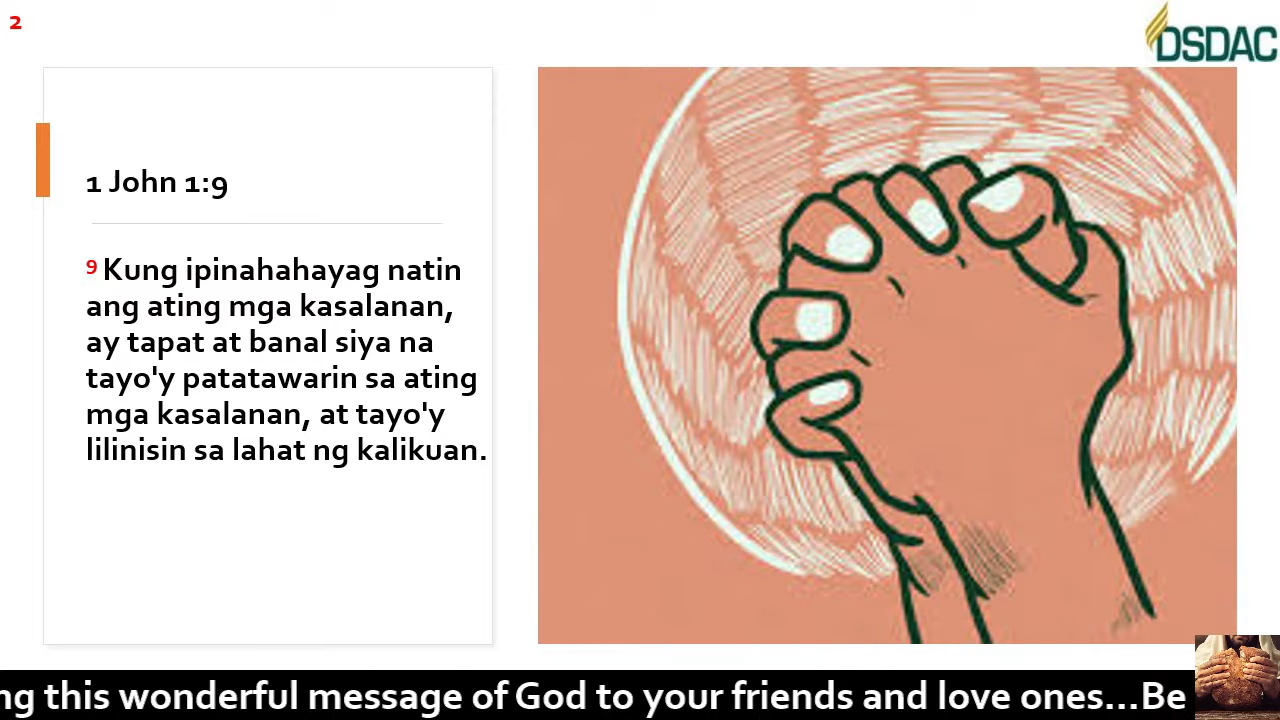 2
DSDAC
1 John 1:9
9 Kung ipinahahayag natin
ang ating mga kasalanan,
ay tapat at banal siya na
tayo'y patatawarin sa ating
mga kasalanan, at tayo'y
lilinisin sa lahat ng kalikuan.
ng this wonderful message of God to your friends and love ones...Be